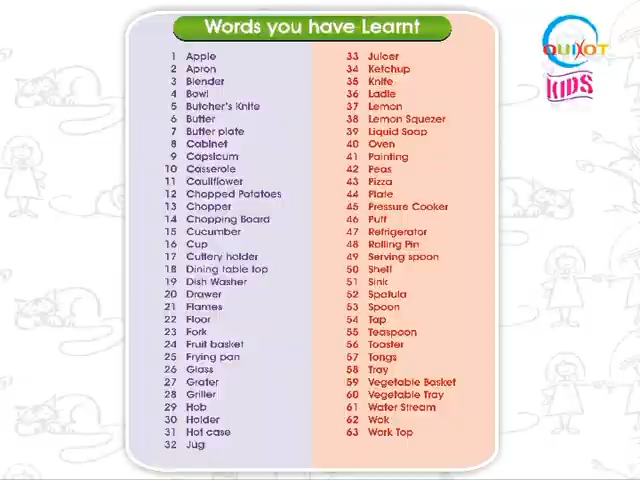 Words you have Learnt
1 Apple
2 Apron
3 Blender
4 Bowl
5 Butcher's Knife
6 Butter
7 Butter plate
8 Cabinet
9 Capsicum
10 Casserole
11 Cauliflower
12 Chopped Potatoes
13 Chopper
14 Chopping Board
15 Cucumber
16 Cup
17 Cutlery holder
18 Dining table top
19 Dish Washer
20 Drawer
21 Flames
22 Floor
23 Fork
24 Fruit basket
25 Frying pan
26 Glass
27 Grater
28 Griller
29 Hob
30 Holder
31 Hot case
32 Jug
33 Juicer
34 Ketchup
35 Knife
36 Ladle
37 Lemon
38 Lemon Squezer
39 Liquid Soap
40 Oven
41 Painting
42 Peas
43 Pizza
44 Plate
45 Pressure Cooker
46 Puff
47 Refrigerator
48 Rolling Pin
49 Serving spoon
50 Shelf
51 Sink
52 Spatula
53 Spoon
54 Tap
55 Teaspoon
56 Toaster
57 Tongs
58 Tray
59 Vegetable Basket
60 Vegetable Tray
61 Water Stream
62 Wok
63 Work Top
QUIXOT
KIDS